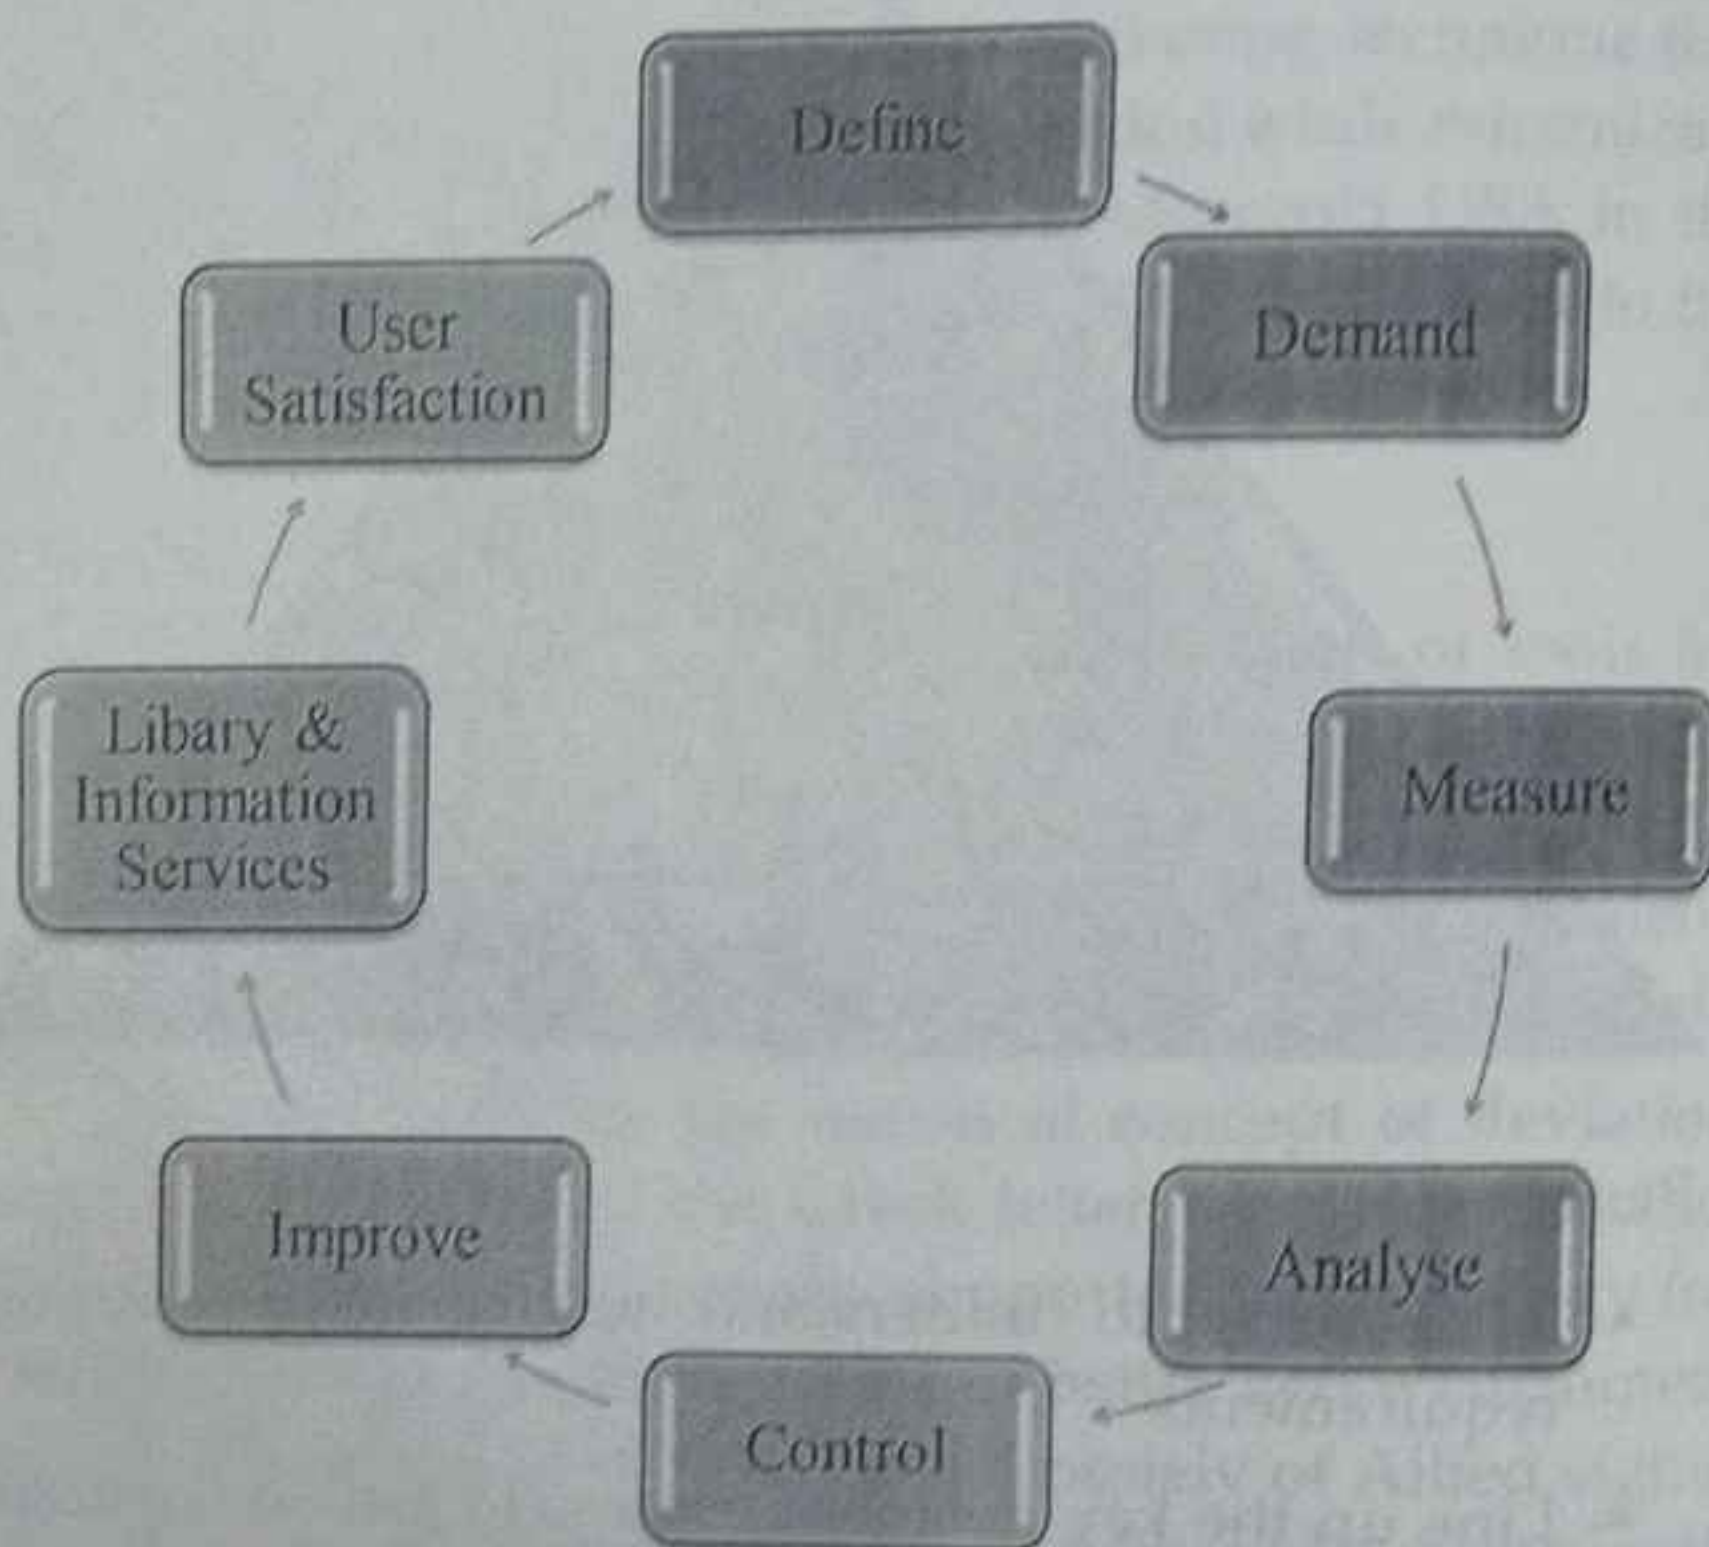 Define
Demand
Measure
Analyse
Control
Improve
Libary &
Information
Services
User
Satisfaction